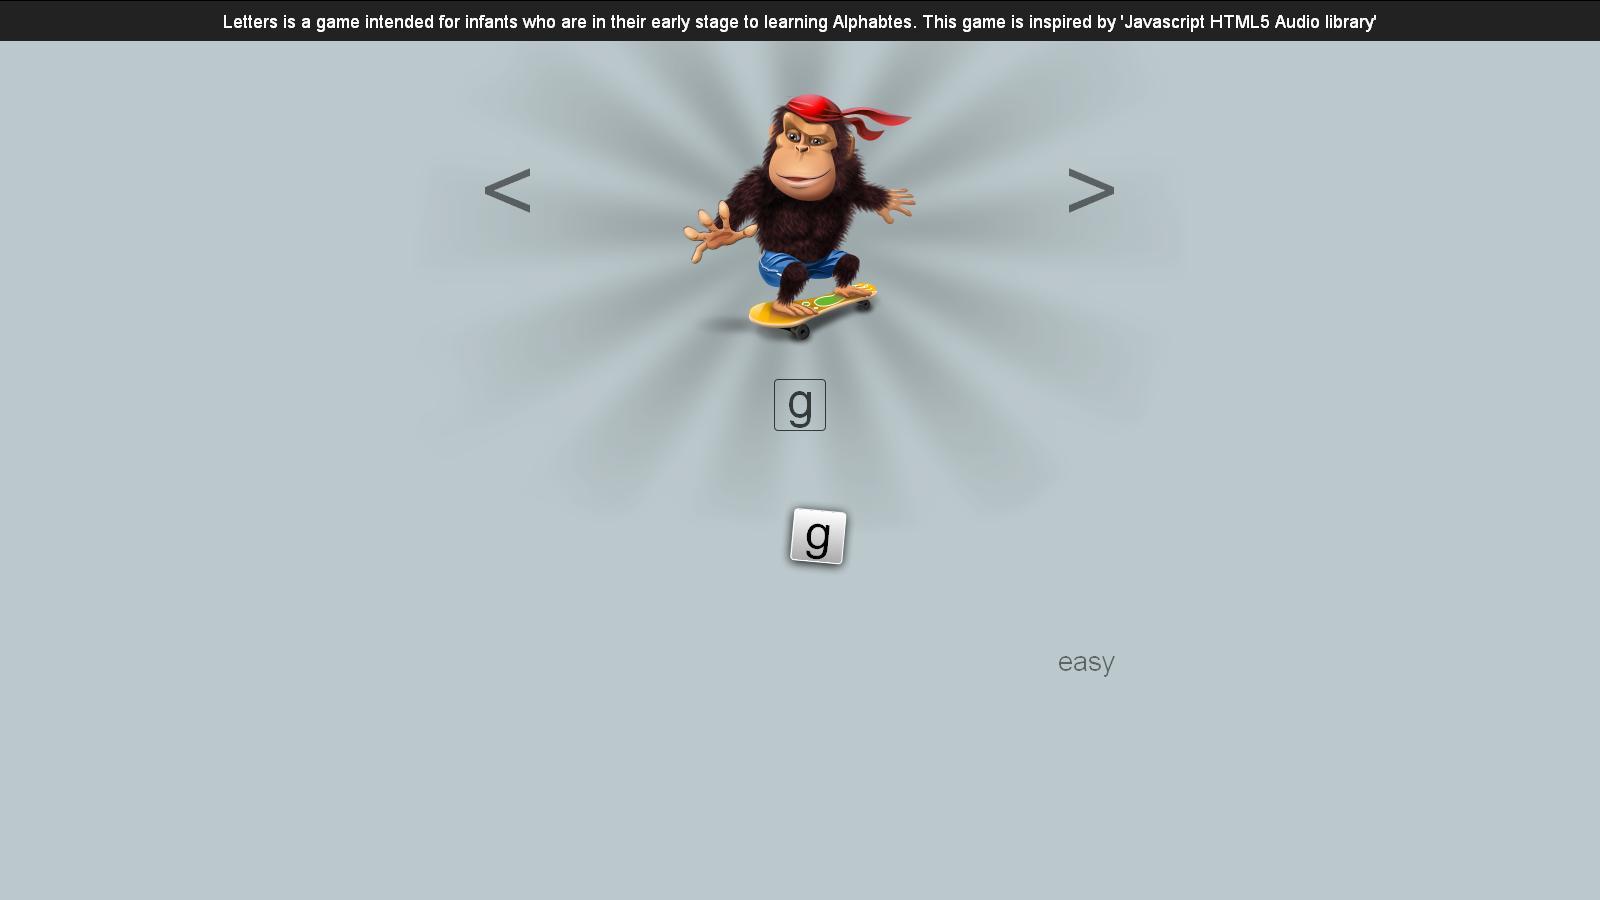 Letters is a game intended for infants who are in their early stage to learning Alphabtes. This game is inspired by 'Javascript HTML5 Audio library'
< >
g
g
easy